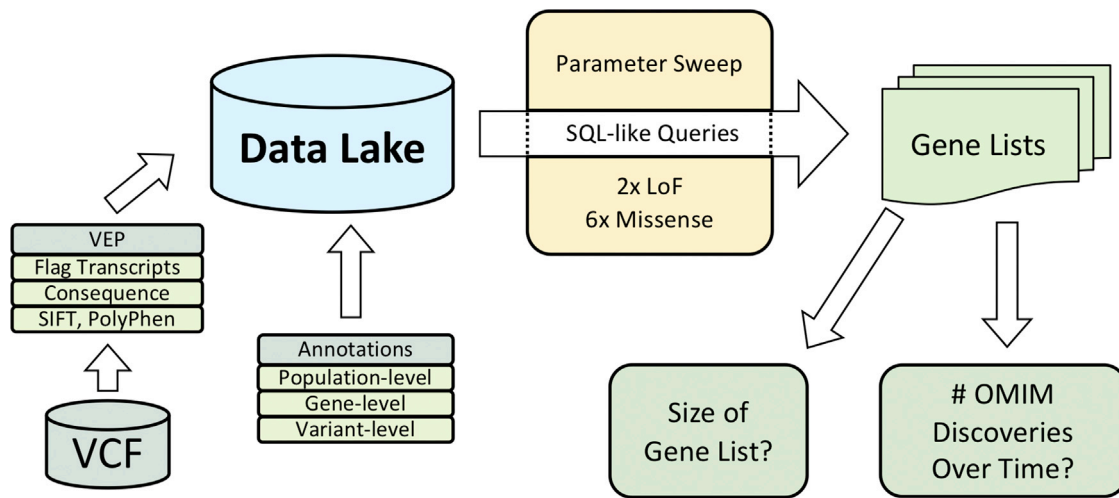 Parameter Sweep
Data Lake
SQL-like Queries
Gene Lists
2x LoF
6x Missense
VEP
Flag Transcripts
Consequence
SIFT, PolyPhen
Annotations
Population-level
Gene-level
Variant-level
VCF
Size of
Gene List?
# OMIM
Discoveries
Over Time?